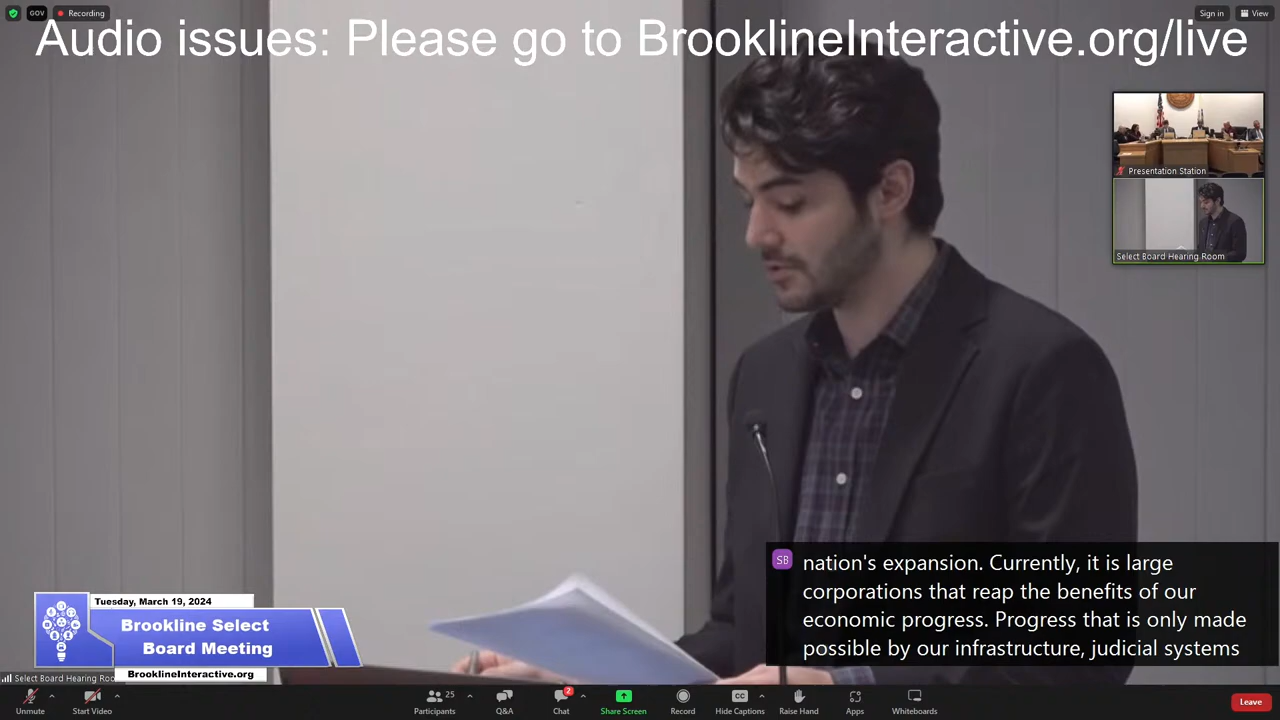 GOV
Recording
Sign in
View
Audio issues: Please go to BrooklineInteractive.org/live
Presentation Station
Select Board Hearing Room
SB
nation's expansion. Currently, it is large
corporations that reap the benefits of our
economic progress. Progress that is only made
possible by our infrastructure, judicial systems
Tuesday, March 19, 2024
Brookline Select
Board Meeting
BrooklineInteractive.org
Select Board Hearing Roo
Unmute
Start Video
Participants
25
Q&A
Chat
2
Share Screen
Record
CC
Hide Captions
Raise Hand
Apps
Whiteboards
Leave